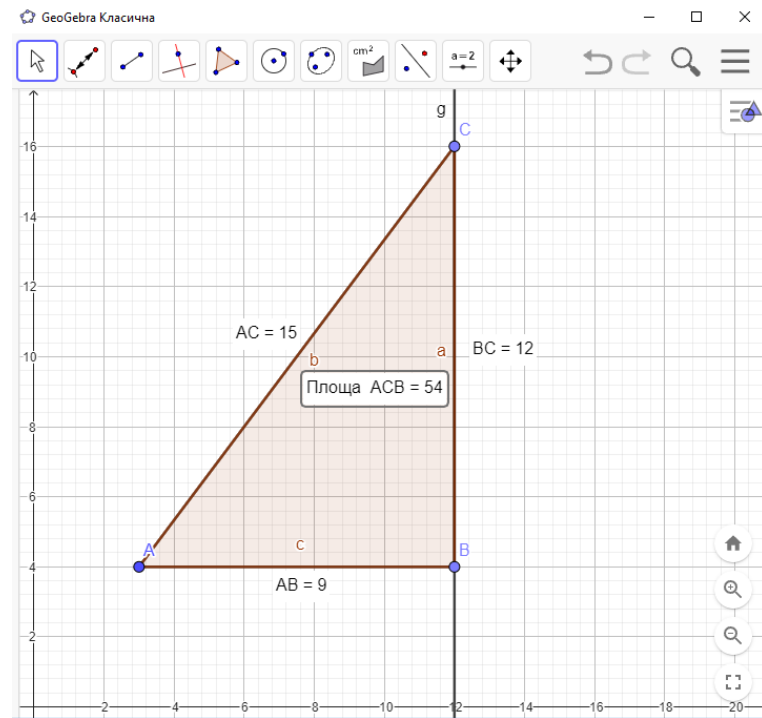 GeoGebra Класична
cm²
a=2
g
C
16
14
12
AC = 15
BC = 12
a
10
b
Площа ACB = 54
8
6
c
A
B
4
AB = 9
2
2 4 6 8 10 12 14 16 18 20